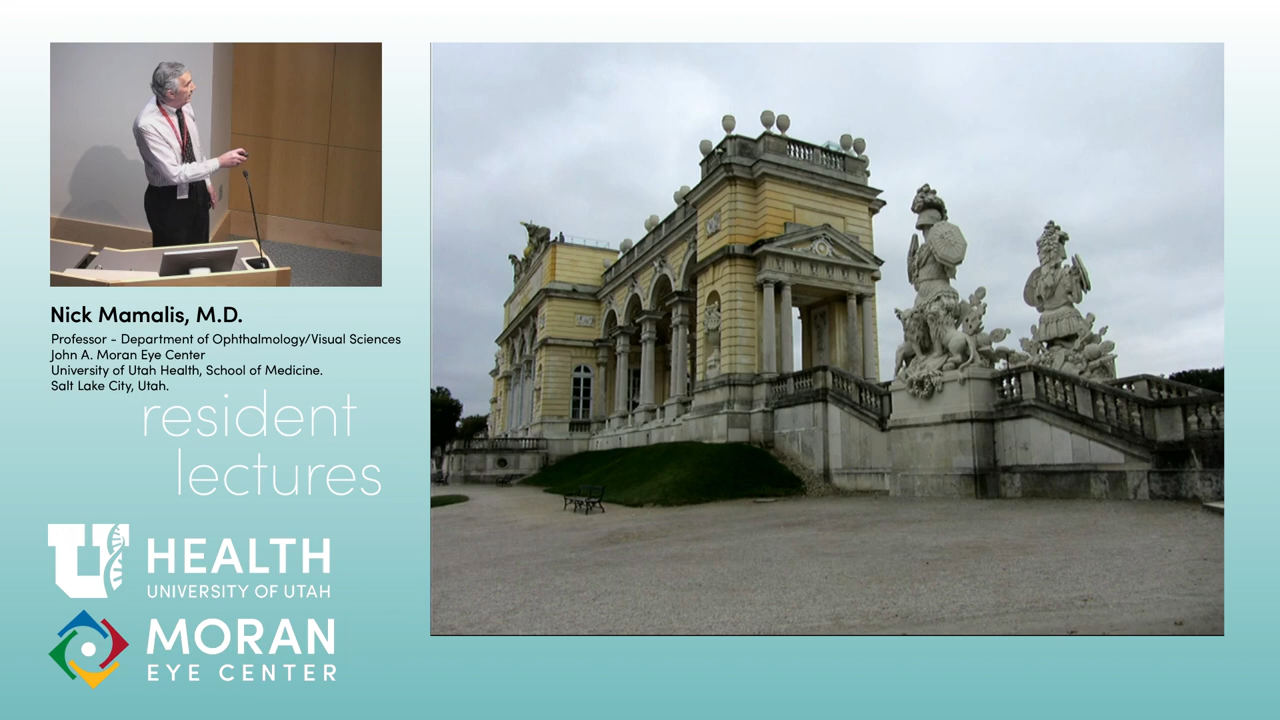 Nick Mamalis, M.D.
Professor - Department of Ophthalmology/Visual Sciences
John A. Moran Eye Center
University of Utah Health, School of Medicine.
Salt Lake City, Utah.
resident
lectures
U HEALTH
UNIVERSITY OF UTAH
MORAN
EYE CENTER